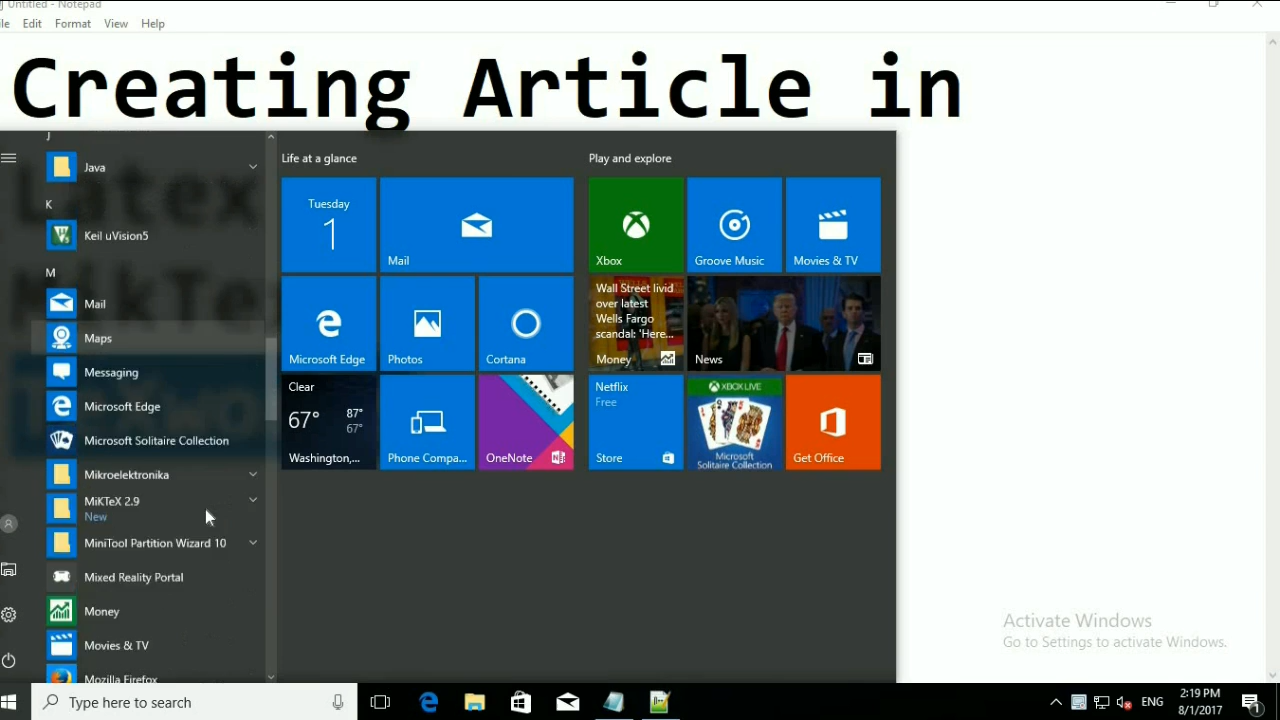 Untitled - Notepad
Edit Format View Help
Creating Article in
Latex
J
Java
K
Keil uVision5
M
Mail
Maps
Messaging
Microsoft Edge
Microsoft Solitaire Collection
Mikroelektronika
MiKTeX 2.9
New
MiniTool Partition Wizard 10
Mixed Reality Portal
Money
Movies & TV
Mozilla Firefox
Life at a glance
Tuesday
1
Mail
Microsoft Edge
Photos
Cortana
Clear
67° 87°
67°
Washington,...
Phone Compa...
OneNote
Play and explore
Xbox
Groove Music
Movies & TV
Wall Street livid
over latest
Wells Fargo
scandal: 'Here...
Money
News
Netflix
Free
Store
XBOX LIVE
Microsoft
Solitaire Collection
Get Office
Activate Windows
Go to Settings to activate Windows.
Type here to search
ENG
2:19 PM
8/1/2017
1